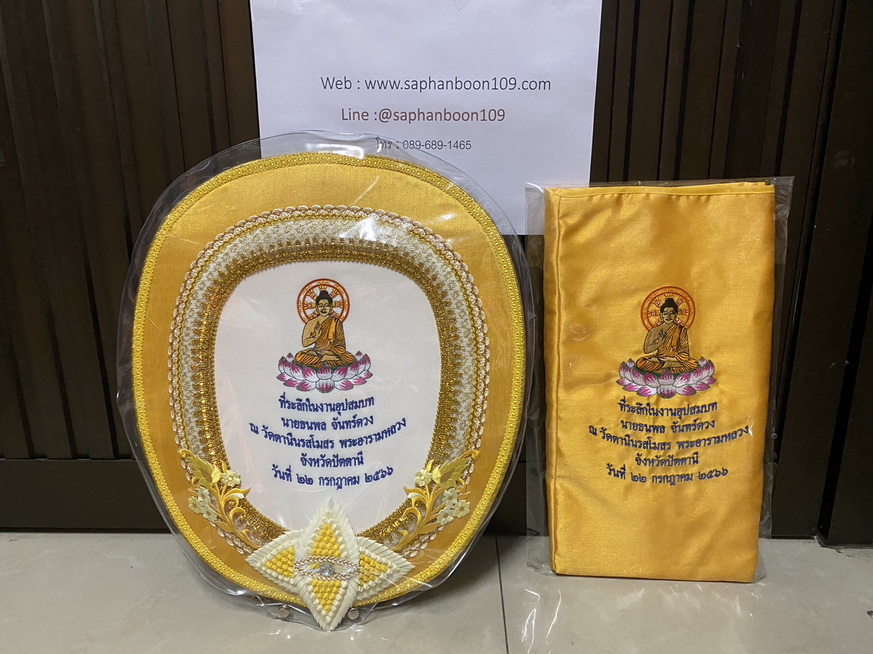 Web : www.saphanboon109.com
Line :@saphanboon109
โทร : 089-689-1465
ที่ระลึกในงานอุปสมบท
นายธนพล จันทร์ดวง
ณ วัดตานีนรสโมสร พระอารามหลวง
จังหวัดปัตตานี
วันที่ ๒๒ กรกฎาคม ๒๕๖๖
ที่ระลึกในงานอุปสมบท
นายธนพล จันทร์ดวง
ณ วัดตานีนรสโมสร พระอารามหลวง
จังหวัดปัตตานี
วันที่ ๒๒ กรกฎาคม ๒๕๖๖